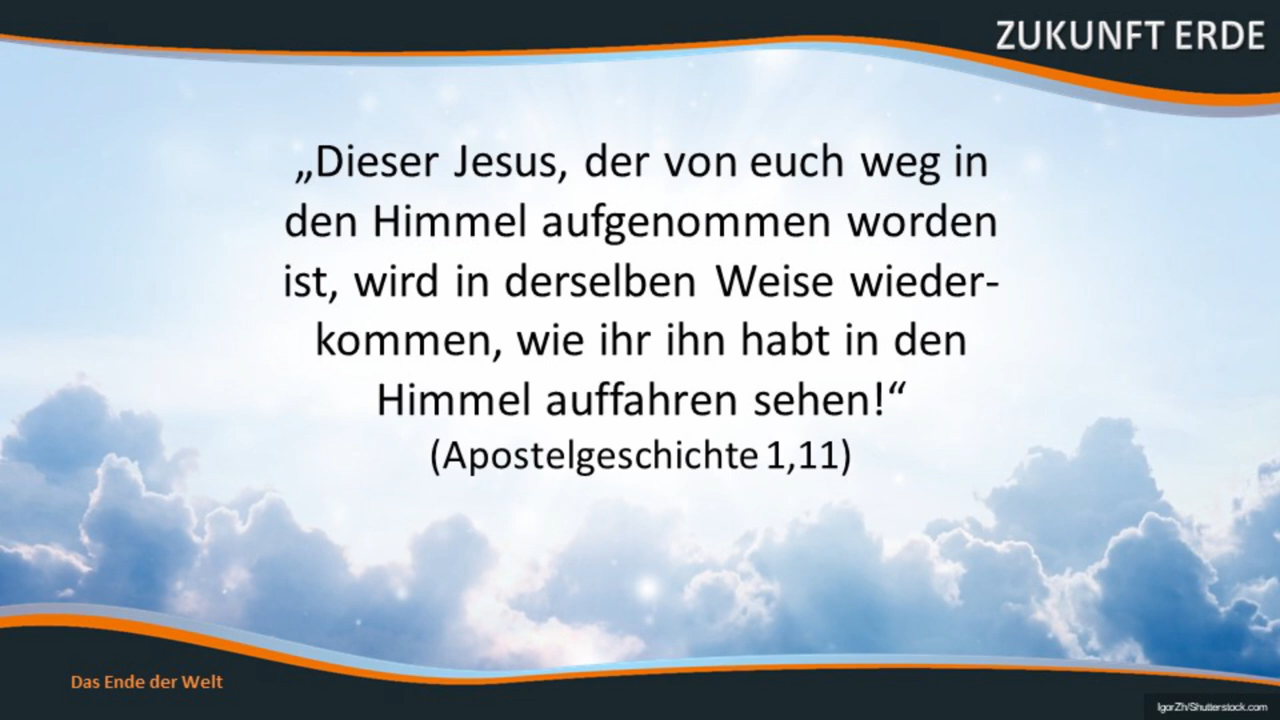 ZUKUNFT ERDE
„Dieser Jesus, der von euch weg in
den Himmel aufgenommen worden
ist, wird in derselben Weise wieder-
kommen, wie ihr ihn habt in den
Himmel auffahren sehen!“
(Apostelgeschichte 1,11)
Das Ende der Welt
IgorZh/Shutterstock.com